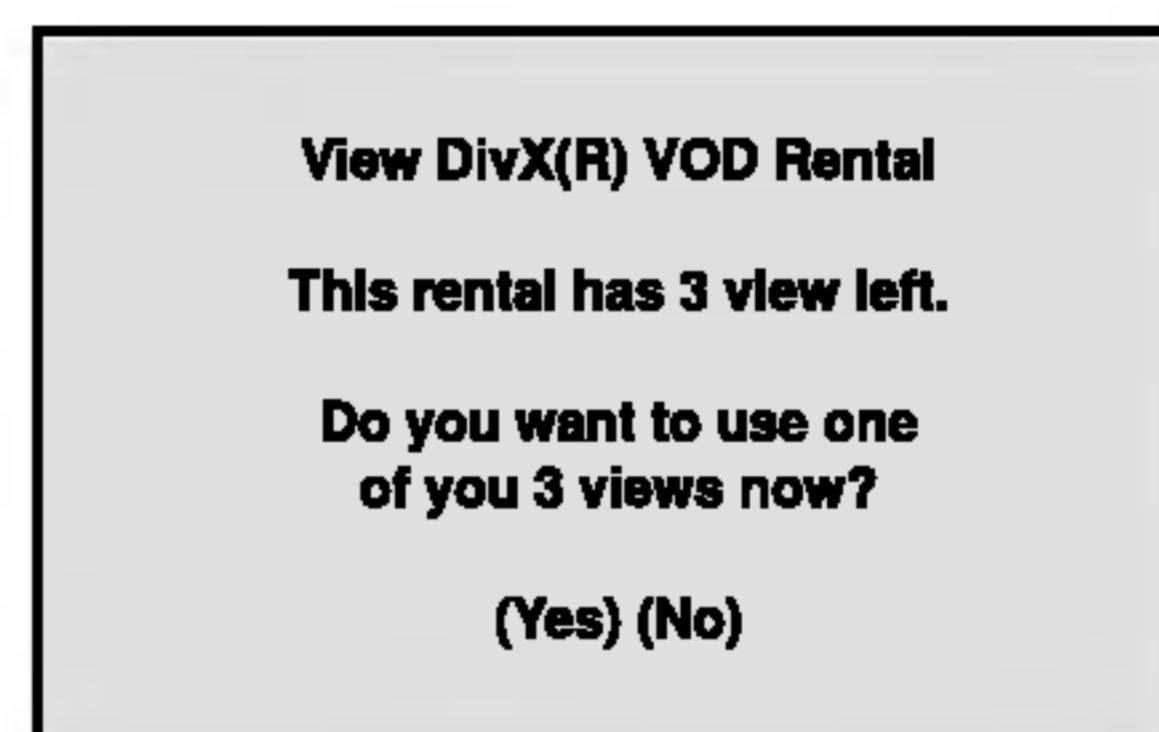 View DivX(R) VOD Rental
This rental has 3 view left.
Do you want to use one
of you 3 views now?
(Yes) (No)